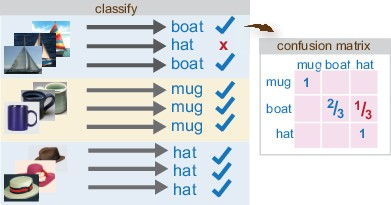 classify
boat ✓
hat x
boat ✓
mug ✓
mug ✓
mug ✓
hat ✓
hat ✓
hat ✓
confusion matrix
mug boat hat
mug 1
boat 2/3 1/3
hat 1